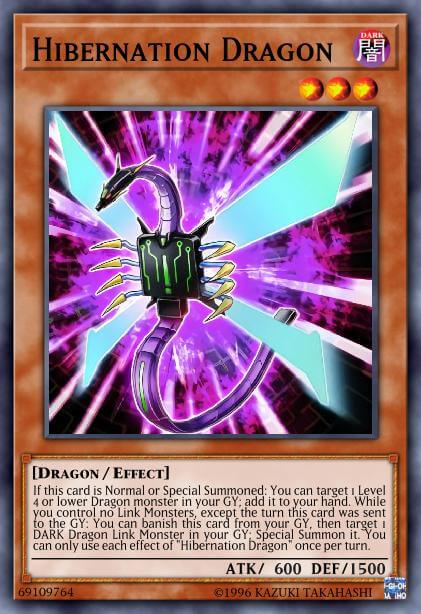 HIBERNATION DRAGON
DARK
闇
[DRAGON / EFFECT]
If this card is Normal or Special Summoned: You can target 1 Level
4 or lower Dragon monster in your GY; add it to your hand. While
you control no Link Monsters, except the turn this card was sent
to the GY: You can banish this card from your GY, then target 1
DARK Dragon Link Monster in your GY; Special Summon it. You
can only use each effect of "Hibernation Dragon" once per turn.
ATK/ 600 DEF/1500
69109764
©1996 KAZUKI TAKAHASHI